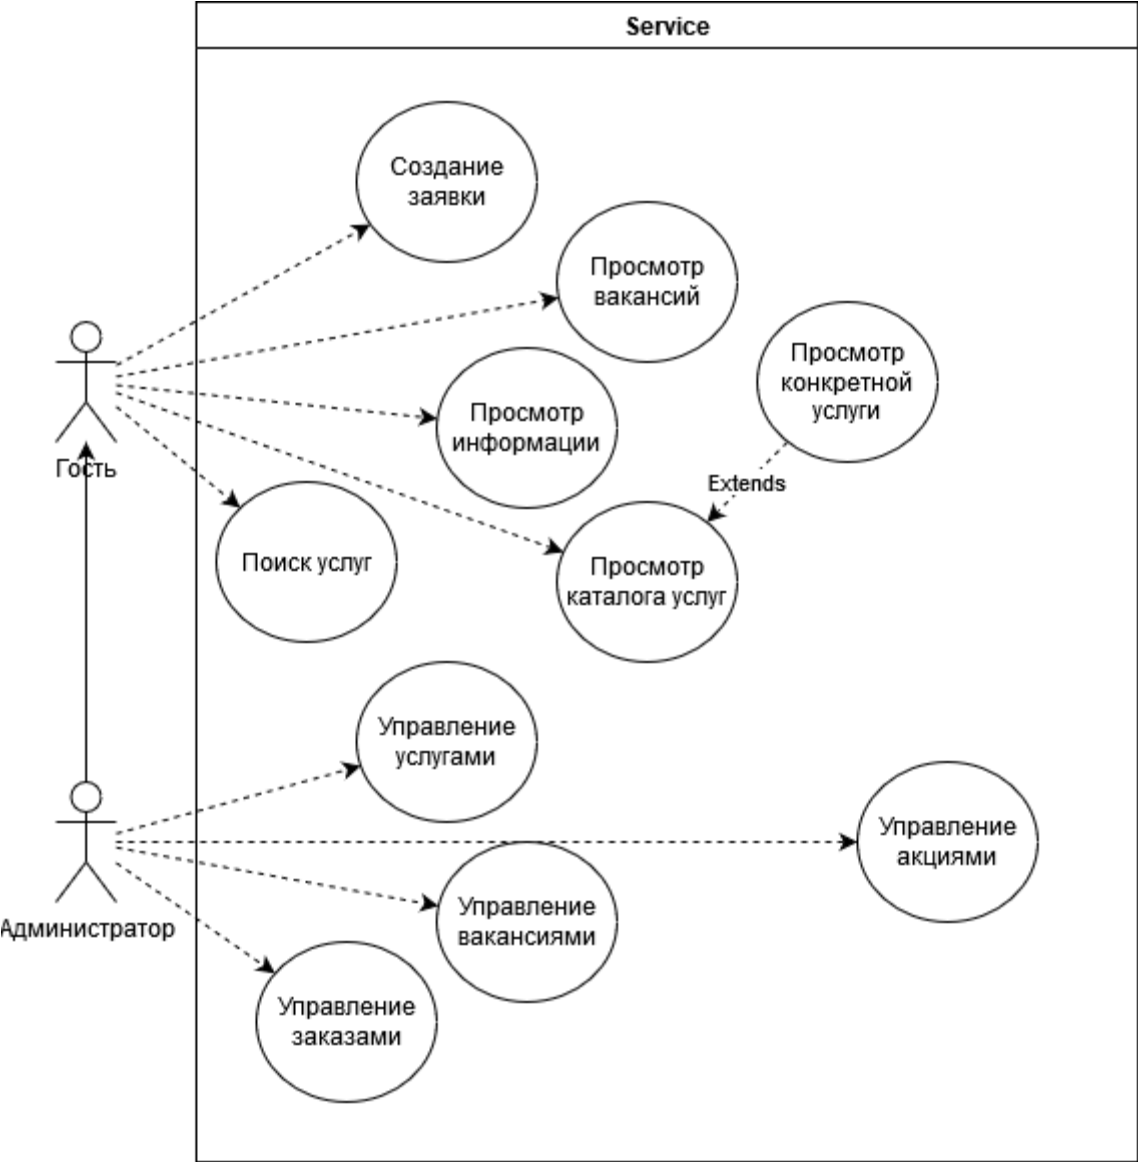 Service
Создание
заявки
Просмотр
вакансий
Просмотр
конкретной
услуги
Просмотр
информации
Гость
Extends
Поиск услуг
Просмотр
каталога услуг
Управление
услугами
Управление
акциями
Управление
вакансиями
Администратор
Управление
заказами